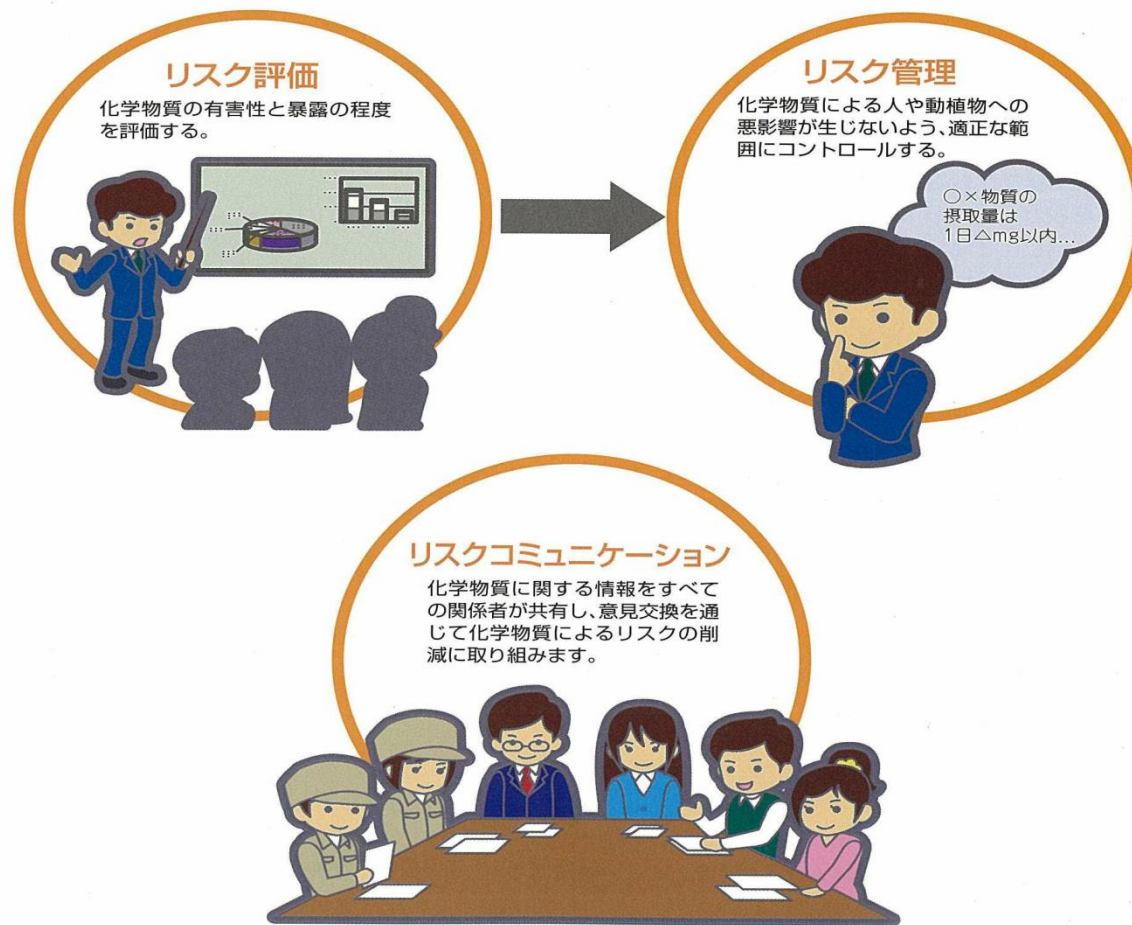 リスク評価
化学物質の有害性と暴露の程度
を評価する。
リスク管理
化学物質による人や動植物への
悪影響が生じないよう、適正な範
囲にコントロールする。
○×物質の
摂取量は
1日△mg以内…
リスクコミュニケーション
化学物質に関する情報をすべて
の関係者が共有し、意見交換を通
じて化学物質によるリスクの削
減に取り組みます。